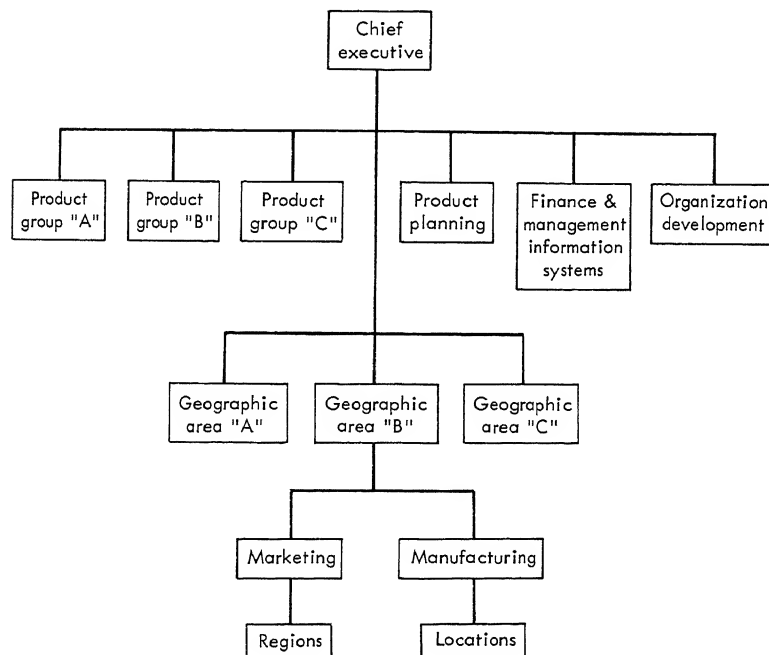 Chief
executive
Product
group "A"
Product
group "B"
Product
group "C"
Product
planning
Finance &
management
information
systems
Organization
development
Geographic
area "A"
Geographic
area "B"
Geographic
area "C"
Marketing
Manufacturing
Regions
Locations